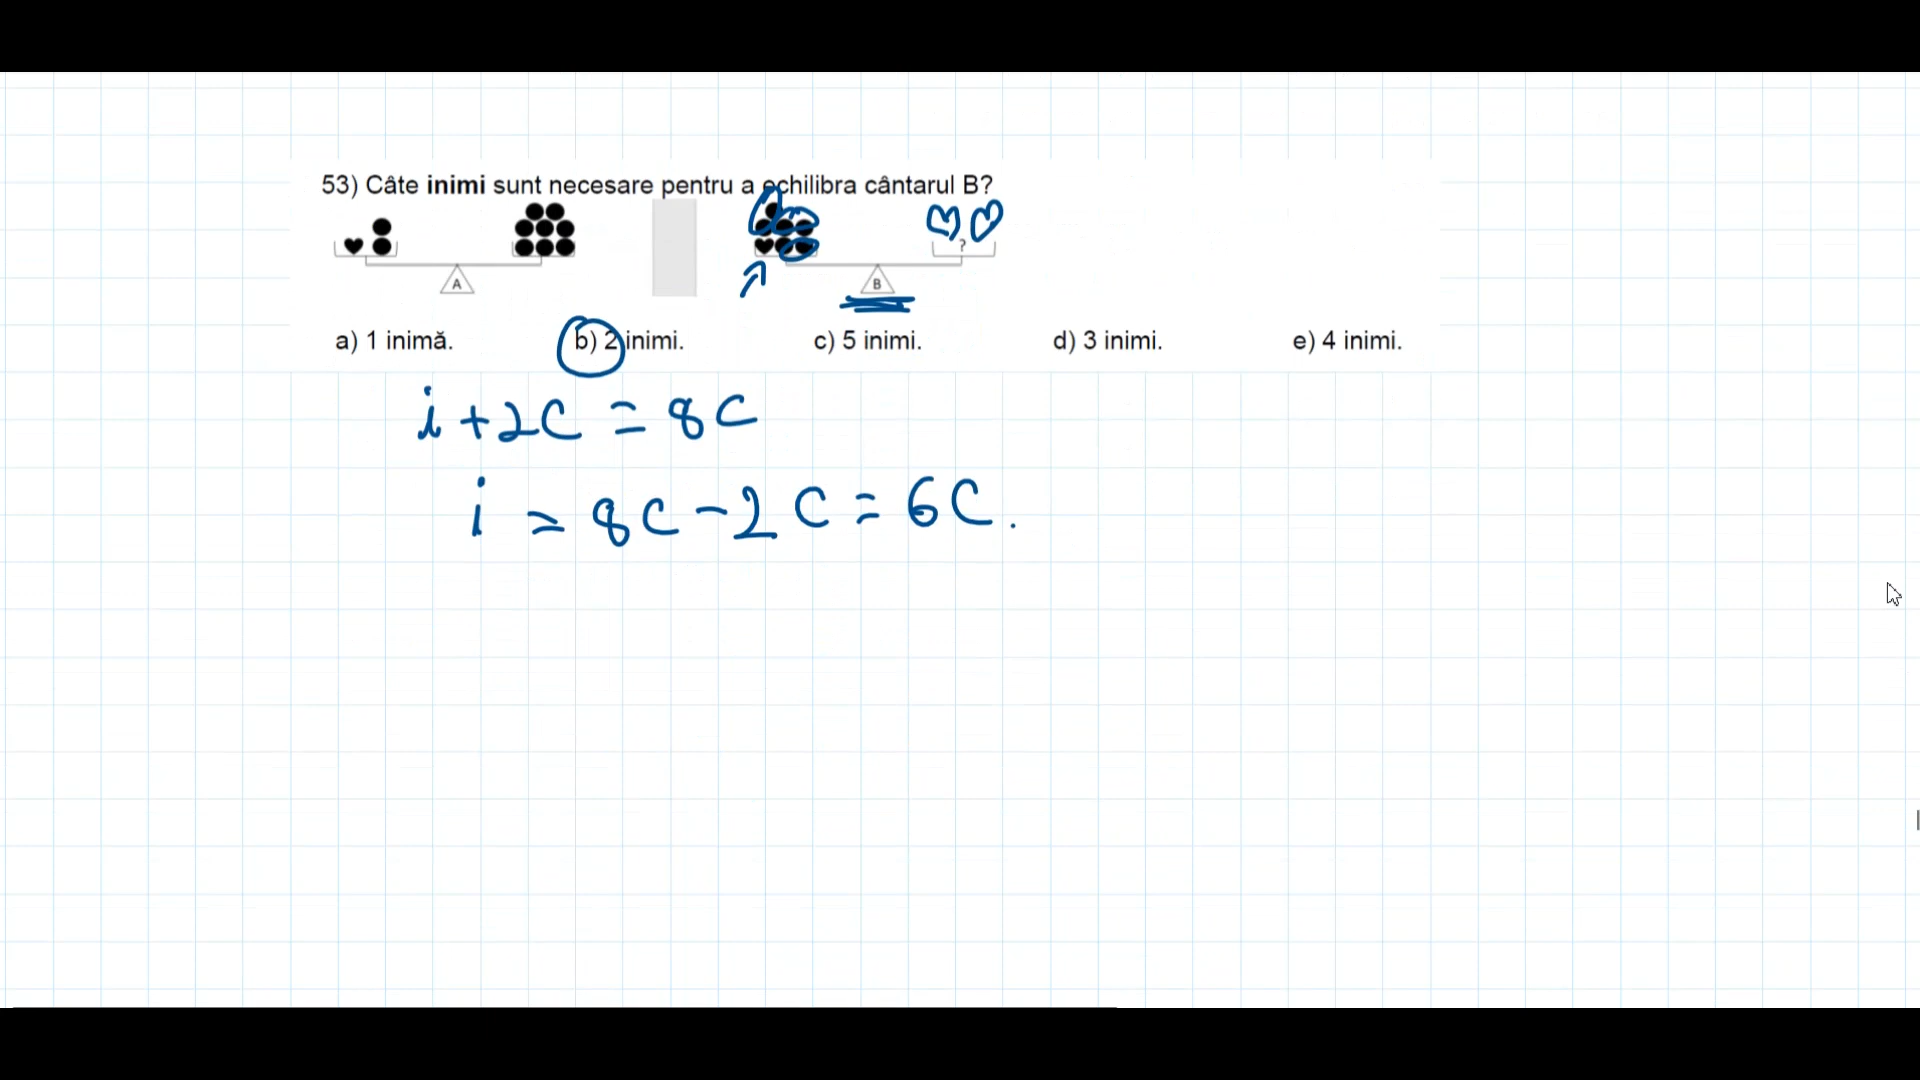 53) Câte inimi sunt necesare pentru a echilibra cântarul B?
?
A
B
a) 1 inimă.
b) 2 inimi.
c) 5 inimi.
d) 3 inimi.
e) 4 inimi.
i + 2C = 8C
i = 8C - 2C = 6C.